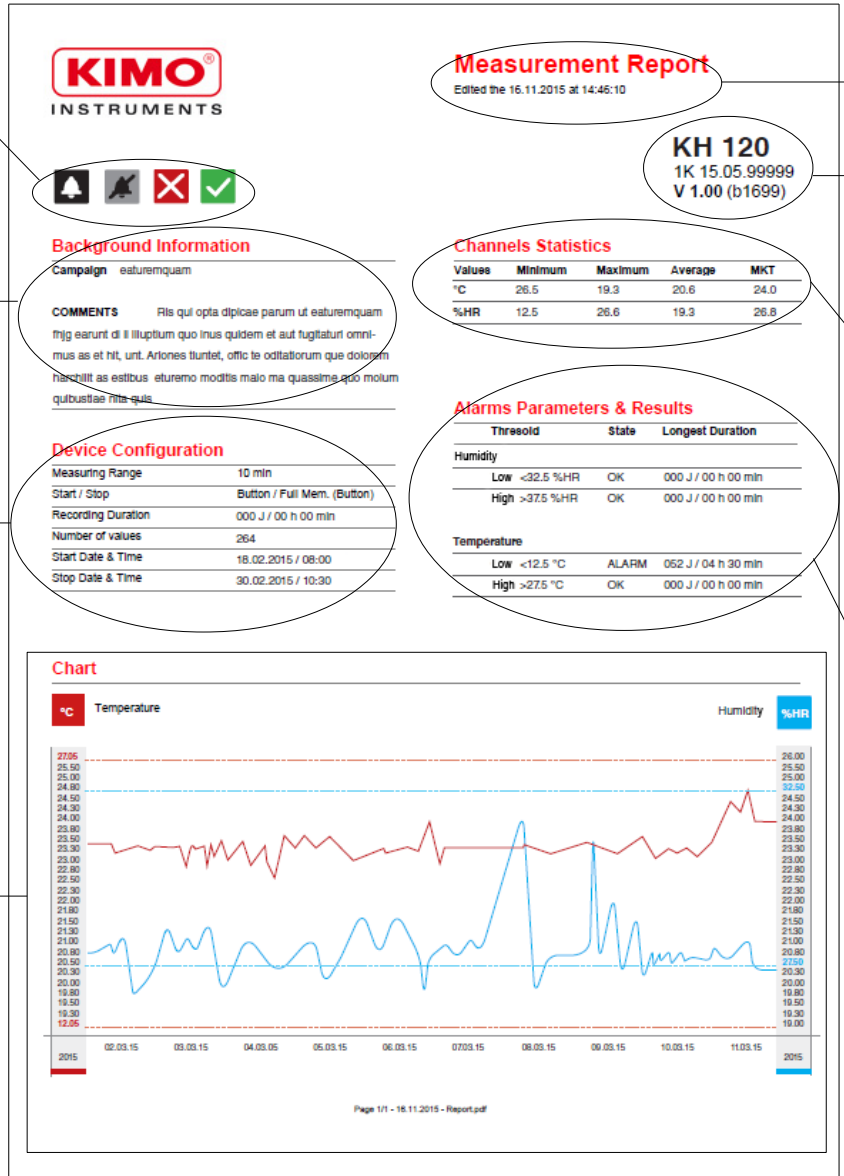 KIMO®
INSTRUMENTS
Measurement Report
Edited the 16.11.2015 at 14:46:10
KH 120
1K 15.05.99999
V 1.00 (b1699)
Background Information
Campaign eaturemquam
COMMENTS Ris qui opta dipicae parum ut eaturemquam
fhjg earunt di il illuptium quo inus quidem et aut fugitaturi omni-
mus as et hit, unt. Ariones tiuntet, offic te oditatiorum que dolorem
harchilit as estibus eturemo moditis maio ma quassime quo molum
quibustiae nita quis
Channels Statistics
Values Minimum Maximum Average MKT
°C 26.5 19.3 20.6 24.0
%HR 12.5 26.6 19.3 26.8
Device Configuration
Measuring Range 10 min
Start / Stop Button / Full Mem. (Button)
Recording Duration 000 J / 00 h 00 min
Number of values 264
Start Date & Time 18.02.2015 / 08:00
Stop Date & Time 30.02.2015 / 10:30
Alarms Parameters & Results
Thresold State Longest Duration
Humidity
Low <32.5 %HR OK 000 J / 00 h 00 min
High >37.5 %HR OK 000 J / 00 h 00 min
Temperature
Low <12.5 °C ALARM 052 J / 04 h 30 min
High >27.5 °C OK 000 J / 00 h 00 min
Chart
°C Temperature
Humidity %HR
27.05
25.50
25.00
24.80
24.50
24.30
24.00
23.80
23.50
23.30
23.00
22.80
22.50
22.30
22.00
21.80
21.50
21.30
21.00
20.80
20.50
20.30
20.00
19.80
19.50
19.30
12.05
2015
26.00
25.50
25.00
32.50
24.50
24.30
24.00
23.80
23.50
23.30
23.00
22.80
22.50
22.30
22.00
21.80
21.50
21.30
21.00
20.80
27.50
20.30
20.00
19.80
19.50
19.30
19.00
2015
02.03.15 03.03.15 04.03.05 05.03.15 06.03.15 07.03.15 08.03.15 09.03.15 10.03.15 11.03.15
Page 1/1 - 16.11.2015 - Report.pdf